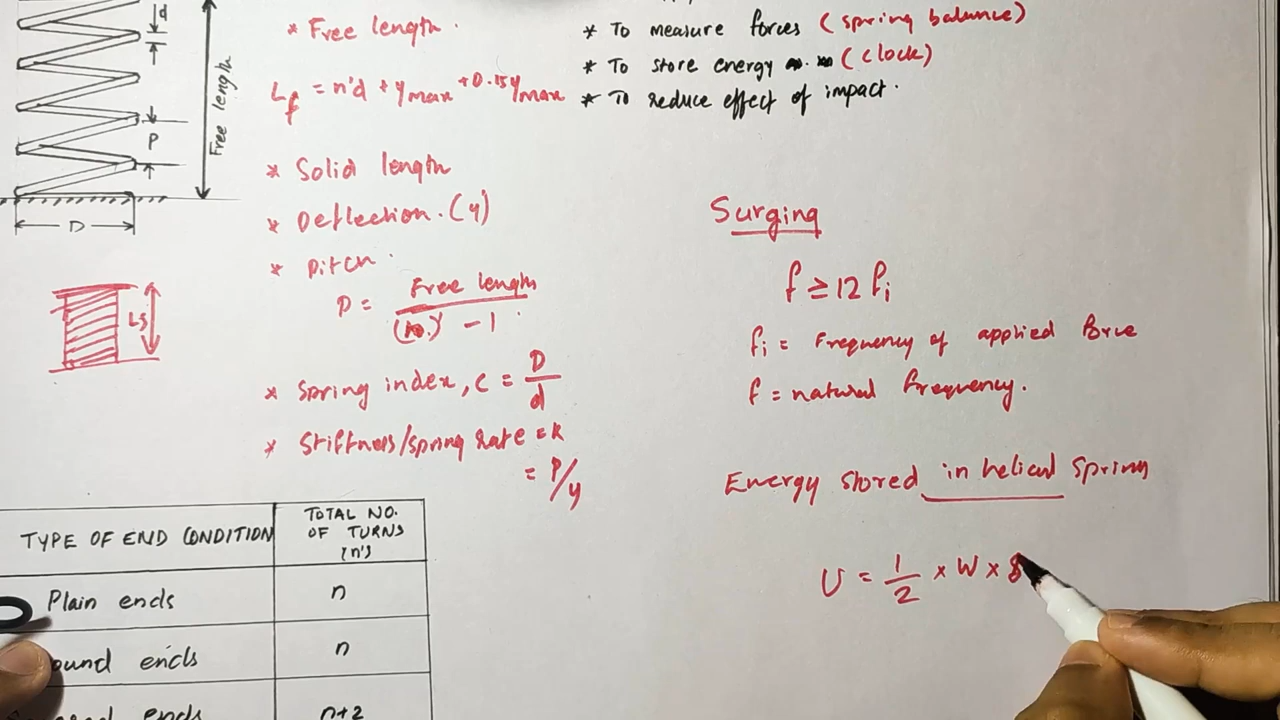 d
Free length
P
D
Ls
* Free length.
Lf = n'd + ymax + 0.15ymax
* Solid length
* Deflection. (y)
* Pitch.
P = Free length / (n') - 1
* Spring index, C = D/d
* Stiffness/spring rate = k
= P/y
TYPE OF END CONDITION
TOTAL NO. OF TURNS (n')
Plain ends
n
ound ends
n
ends
n+2
* To measure forces (spring balance)
* To store energy (clock)
* To reduce effect of impact.
Surging
f ≥ 12 fi
fi = Frequency of applied Force
f = natural frequency.
Energy stored in helical spring
U = 1/2 × W × δ